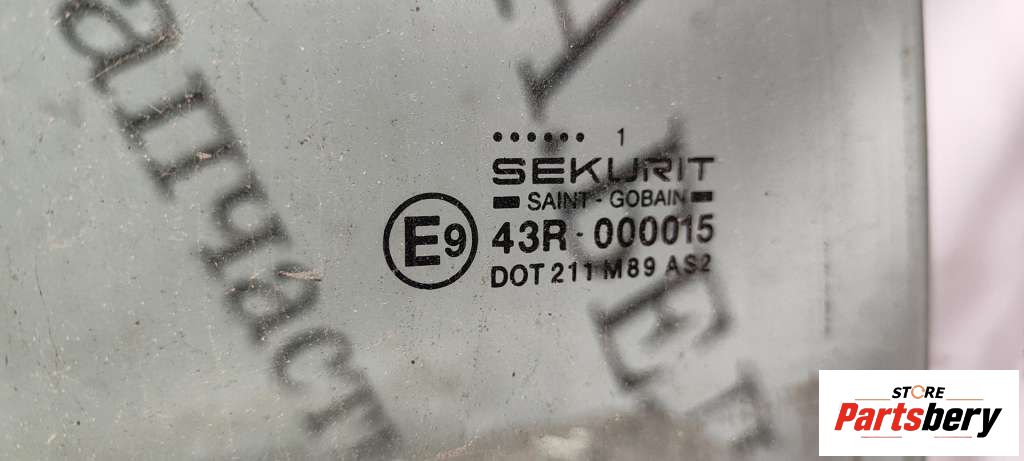 ...... 1
SEKURIT
SAINT - GOBAIN
E9
43R - 000015
DOT 211 M89 AS2
STORE
Partsbery